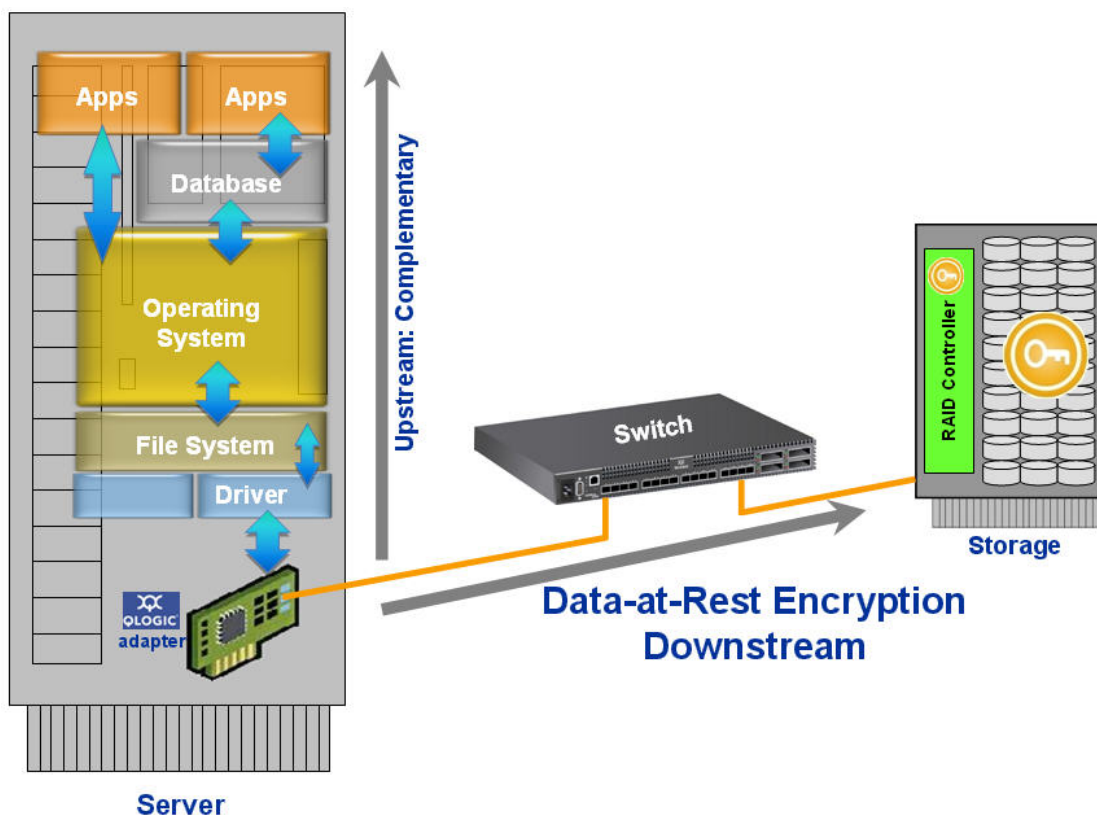 Apps
Apps
Database
Operating
System
File System
Driver
QLOGIC
adapter
Server
Upstream: Complementary
Switch
Data-at-Rest Encryption
Downstream
RAID Controller
Storage